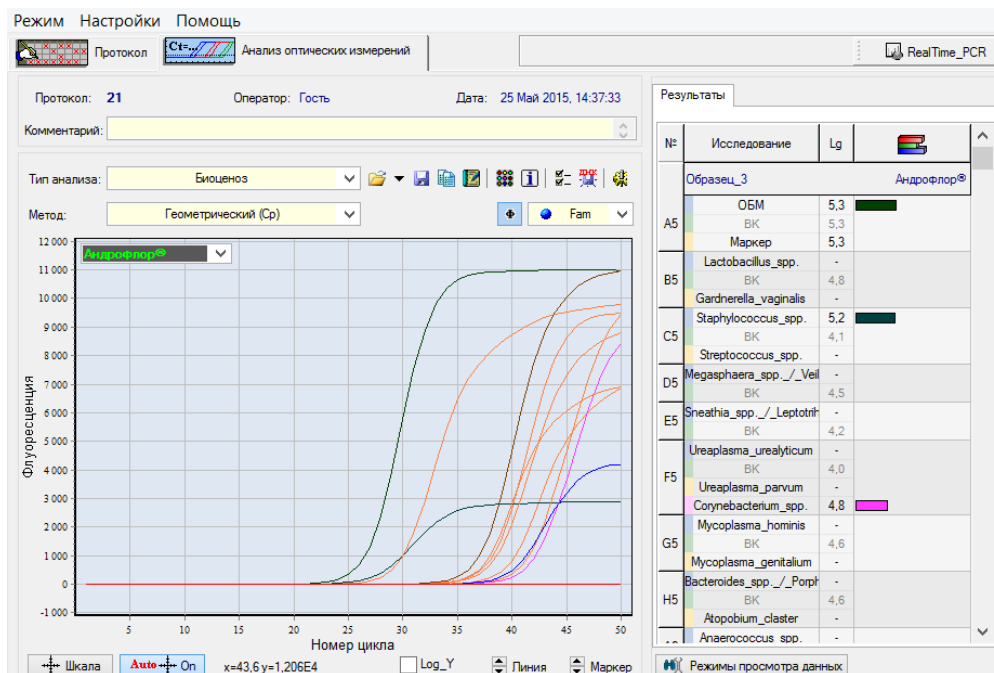 Режим Настройки Помощь
Протокол
Ct=...
Анализ оптических измерений
RealTime_PCR
Протокол: 21 Оператор: Гость Дата: 25 Май 2015, 14:37:33
Комментарий:
Тип анализа: Биоценоз
Метод: Геометрический (Cp)
Ф
Fam
Андрофлор®
12 000
11 000
10 000
9 000
8 000
7 000
6 000
5 000
4 000
3 000
2 000
1 000
0
-1 000
Флуоресценция
5 10 15 20 25 30 35 40 45 50
Номер цикла
Шкала
Auto On
x=43,6 y=1,206E4
Log_Y
Линия
Маркер
Результаты
№ Исследование Lg
Образец_3 Андрофлор®
A5
ОБМ 5,3
ВК 5,3
Маркер 5,3
B5
Lactobacillus_spp. -
ВК 4,8
Gardnerella_vaginalis -
C5
Staphylococcus_spp. 5,2
ВК 4,1
Streptococcus_spp. -
D5
Megasphaera_spp._/_Veil -
ВК 4,5
E5
Sneathia_spp._/_Leptotrih -
ВК 4,2
F5
Ureaplasma_urealyticum -
ВК 4,0
Ureaplasma_parvum -
Corynebacterium_spp. 4,8
G5
Mycoplasma_hominis -
ВК 4,6
Mycoplasma_genitalium -
H5
Bacteroides_spp._/_Porph -
ВК 4,6
Atopobium_claster -
Anaerococcus_spp. -
Режимы просмотра данных